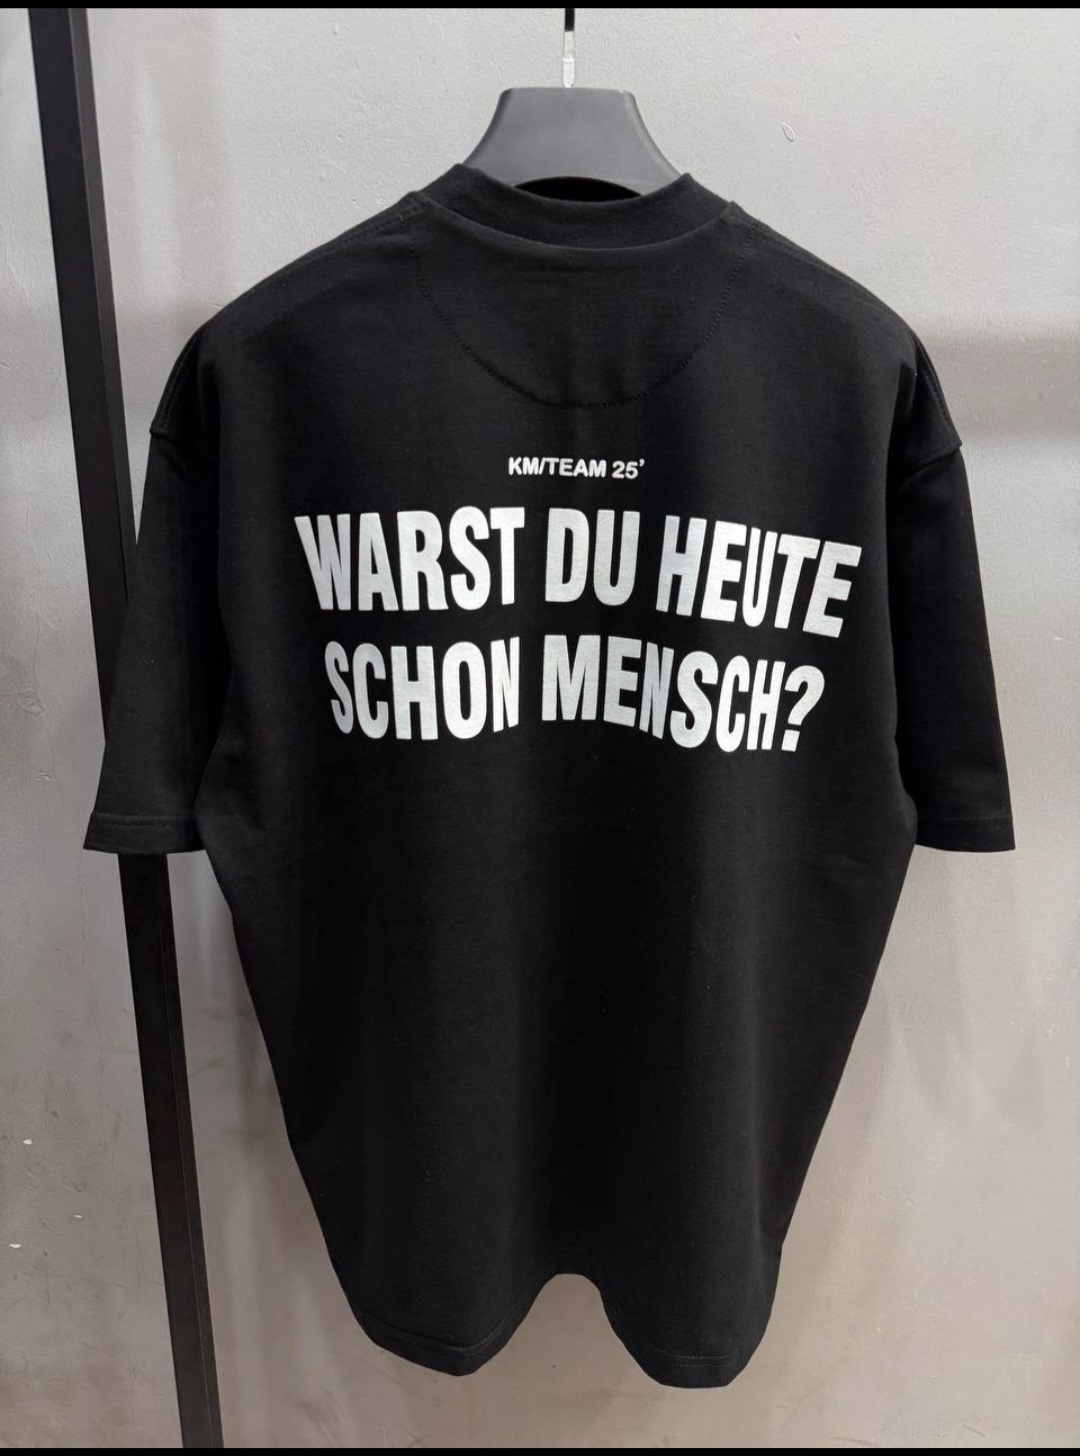 KM/TEAM 25'
WARST DU HEUTE
SCHON MENSCH?